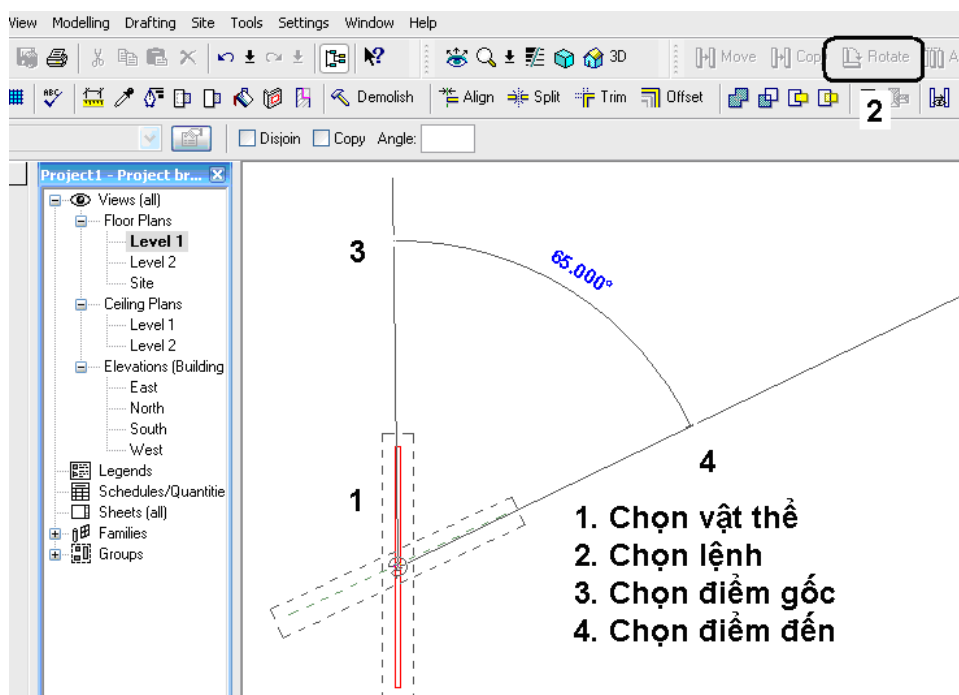 View Modelling Drafting Site Tools Settings Window Help
3D Move Cop Rotate A
ABC Demolish Align Split Trim Offset
2
Disjoin Copy Angle:
Project1 - Project br...
Views (all)
Floor Plans
Level 1
Level 2
Site
Ceiling Plans
Level 1
Level 2
Elevations (Building
East
North
South
West
Legends
Schedules/Quantitie
Sheets (all)
Families
Groups
3
65.000°
4
1
1. Chọn vật thể
2. Chọn lệnh
3. Chọn điểm gốc
4. Chọn điểm đến